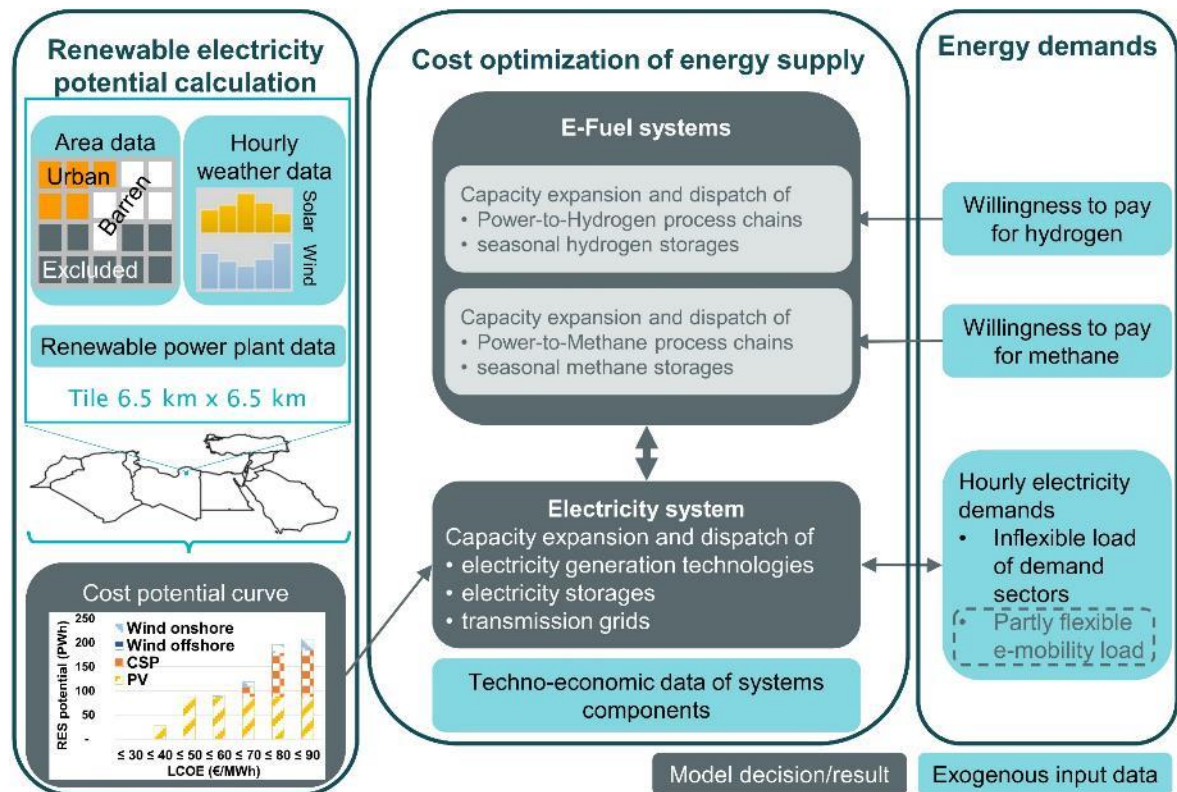 Renewable electricity
potential calculation
Area data
Urban
Barren
Excluded
Hourly
weather data
Solar
Wind
Renewable power plant data
Tile 6.5 km x 6.5 km
Cost potential curve
RES potential (PWh)
250
200
150
100
50
-
Wind onshore
Wind offshore
CSP
PV
≤ 30 ≤ 40 ≤ 50 ≤ 60 ≤ 70 ≤ 80 ≤ 90
LCOE (€/MWh)
Cost optimization of energy supply
E-Fuel systems
Capacity expansion and dispatch of
• Power-to-Hydrogen process chains
• seasonal hydrogen storages
Capacity expansion and dispatch of
• Power-to-Methane process chains
• seasonal methane storages
Electricity system
Capacity expansion and dispatch of
• electricity generation technologies
• electricity storages
• transmission grids
Techno-economic data of systems
components
Energy demands
Willingness to pay
for hydrogen
Willingness to pay
for methane
Hourly electricity
demands
• Inflexible load
of demand
sectors
• Partly flexible
e-mobility load
Model decision/result
Exogenous input data